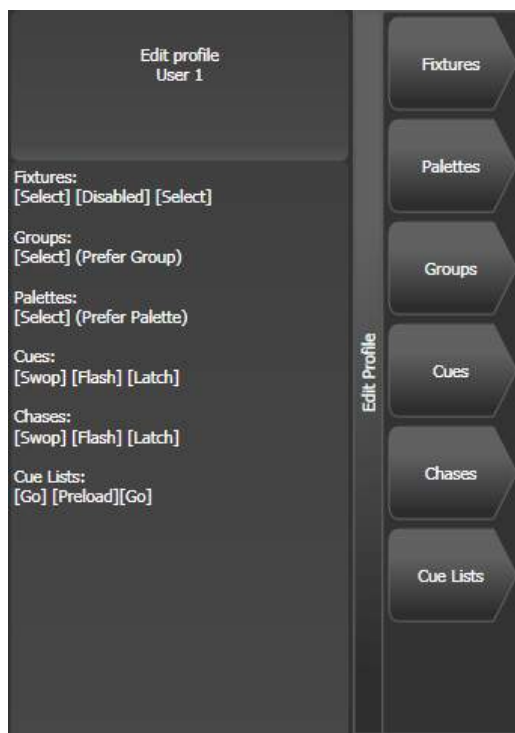 Edit profile
User 1
Fixtures:
[Select] [Disabled] [Select]
Groups:
[Select] (Prefer Group)
Palettes:
[Select] (Prefer Palette)
Cues:
[Swop] [Flash] [Latch]
Chases:
[Swop] [Flash] [Latch]
Cue Lists:
[Go] [Preload][Go]
Edit Profile
Fixtures
Palettes
Groups
Cues
Chases
Cue Lists